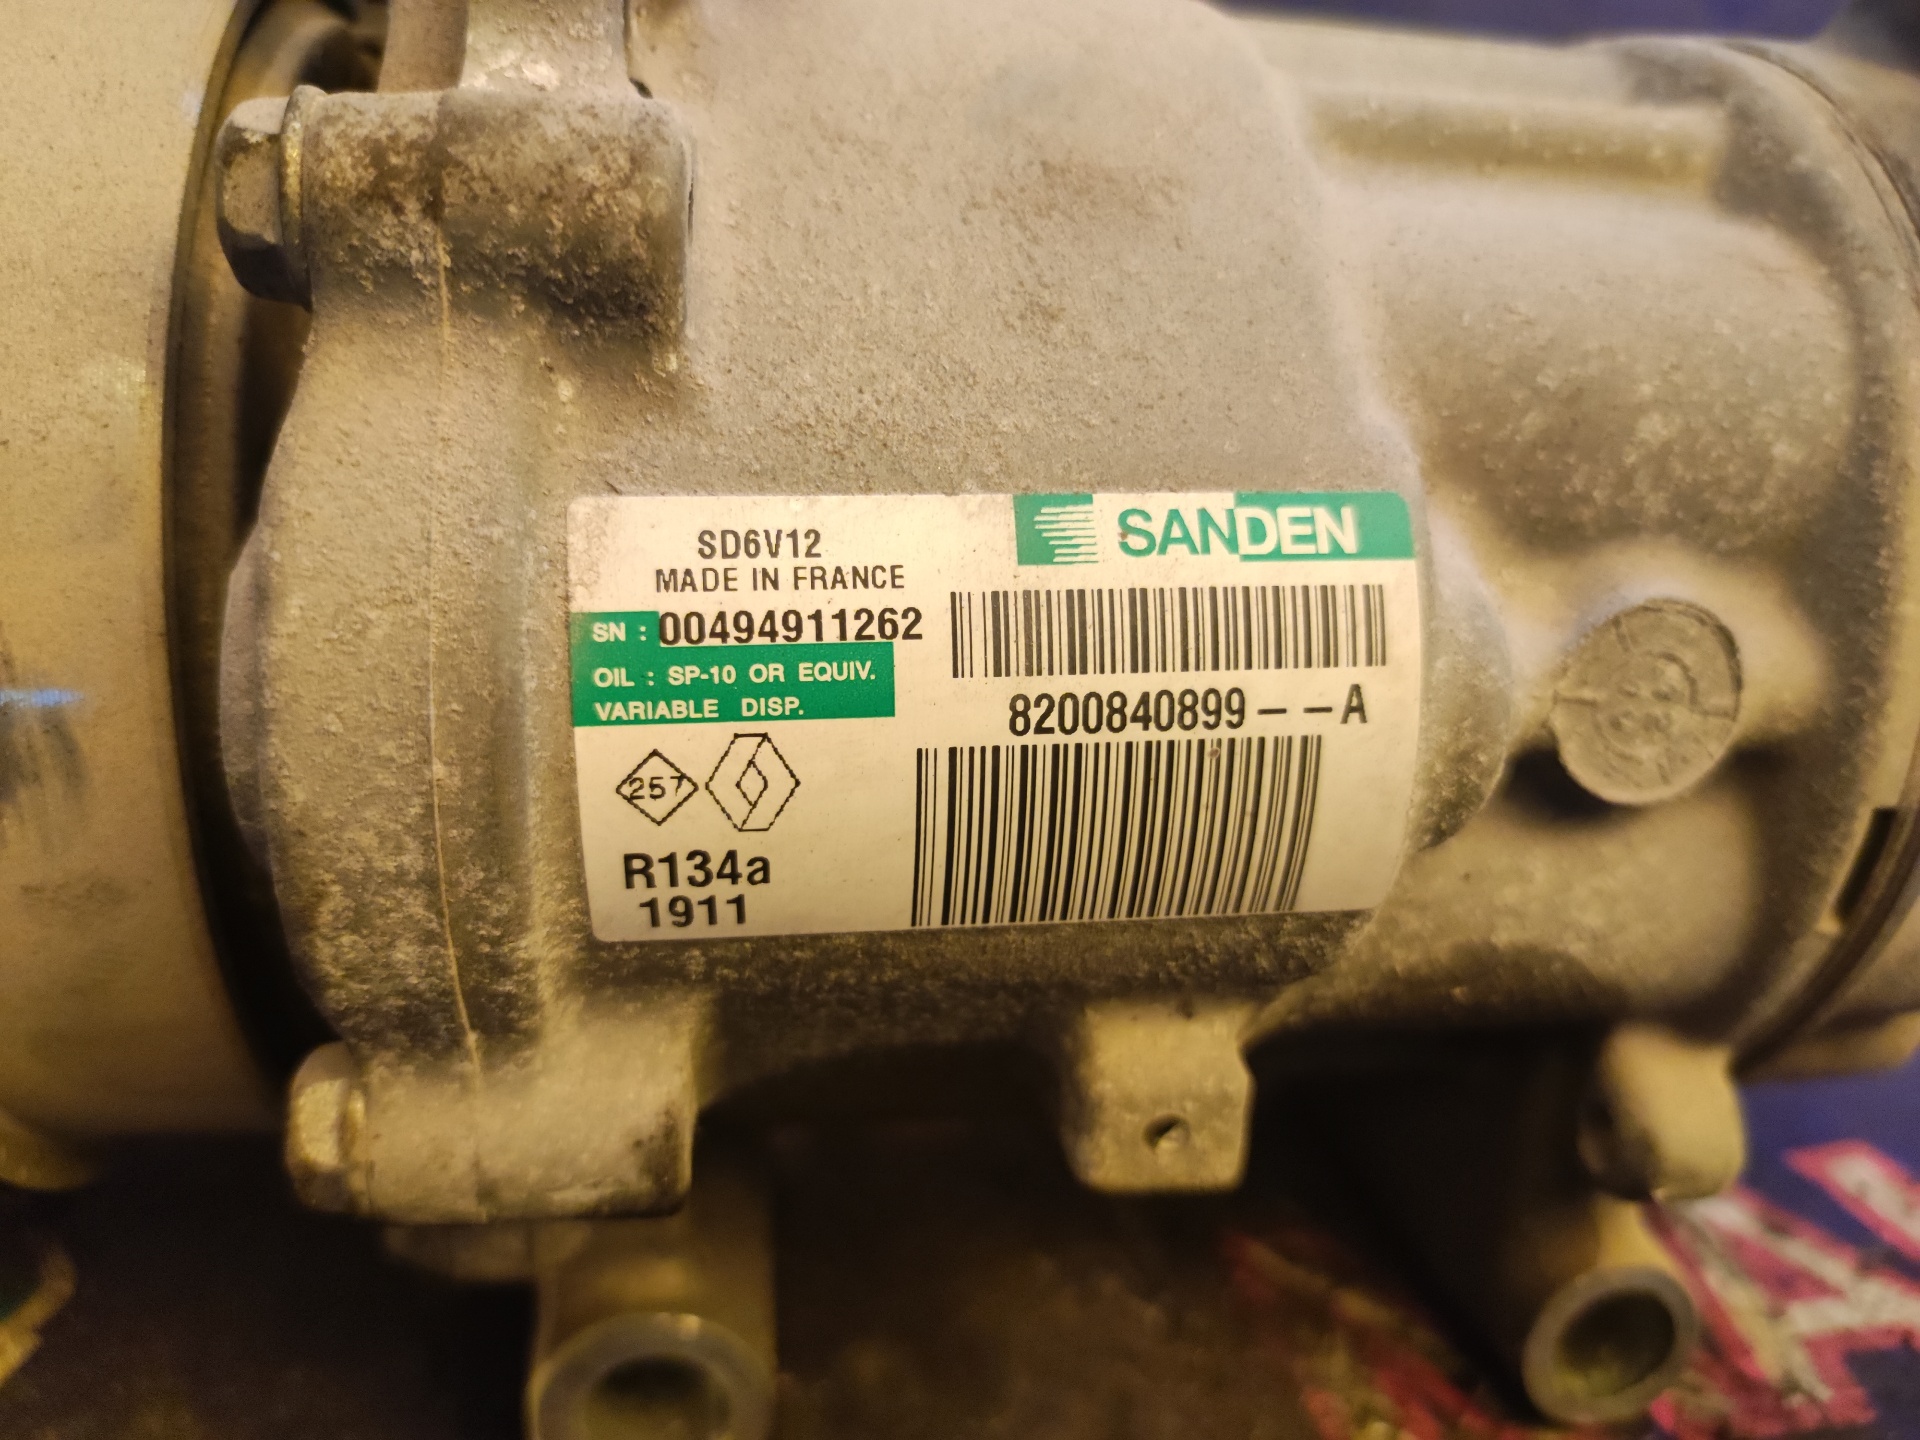 SANDEN
SD6V12
MADE IN FRANCE
SN : 00494911262
OIL : SP-10 OR EQUIV.
VARIABLE DISP.
8200840899--A
257
R134a
1911